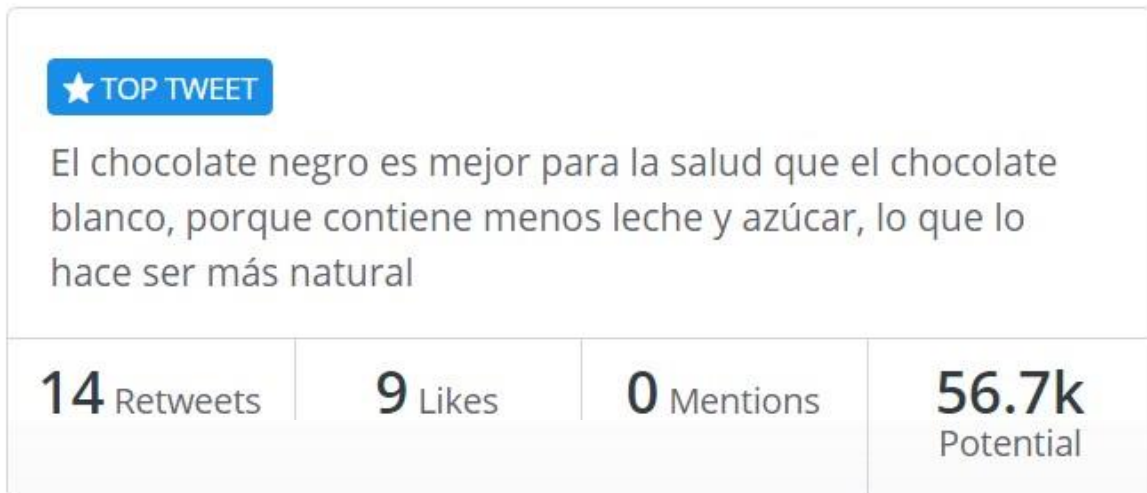 TOP TWEET
El chocolate negro es mejor para la salud que el chocolate
blanco, porque contiene menos leche y azúcar, lo que lo
hace ser más natural
14 Retweets 9 Likes 0 Mentions 56.7k
Potential